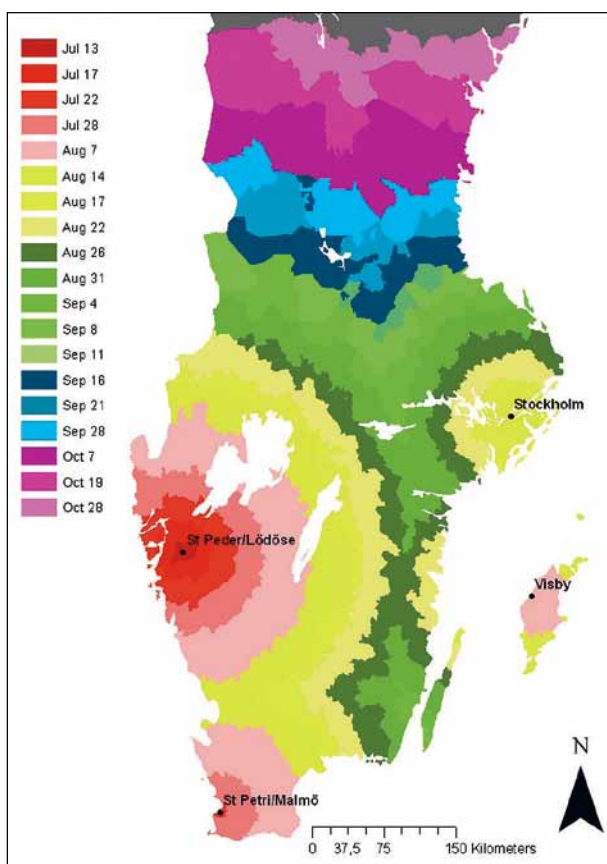 Jul 13
Jul 17
Jul 22
Jul 28
Aug 7
Aug 14
Aug 17
Aug 22
Aug 26
Aug 31
Sep 4
Sep 8
Sep 11
Sep 16
Sep 21
Sep 28
Oct 7
Oct 19
Oct 28
Stockholm
St Peder/Lödöse
Visby
St Petri/Malmö
N
0 37,5 75 150 Kilometers